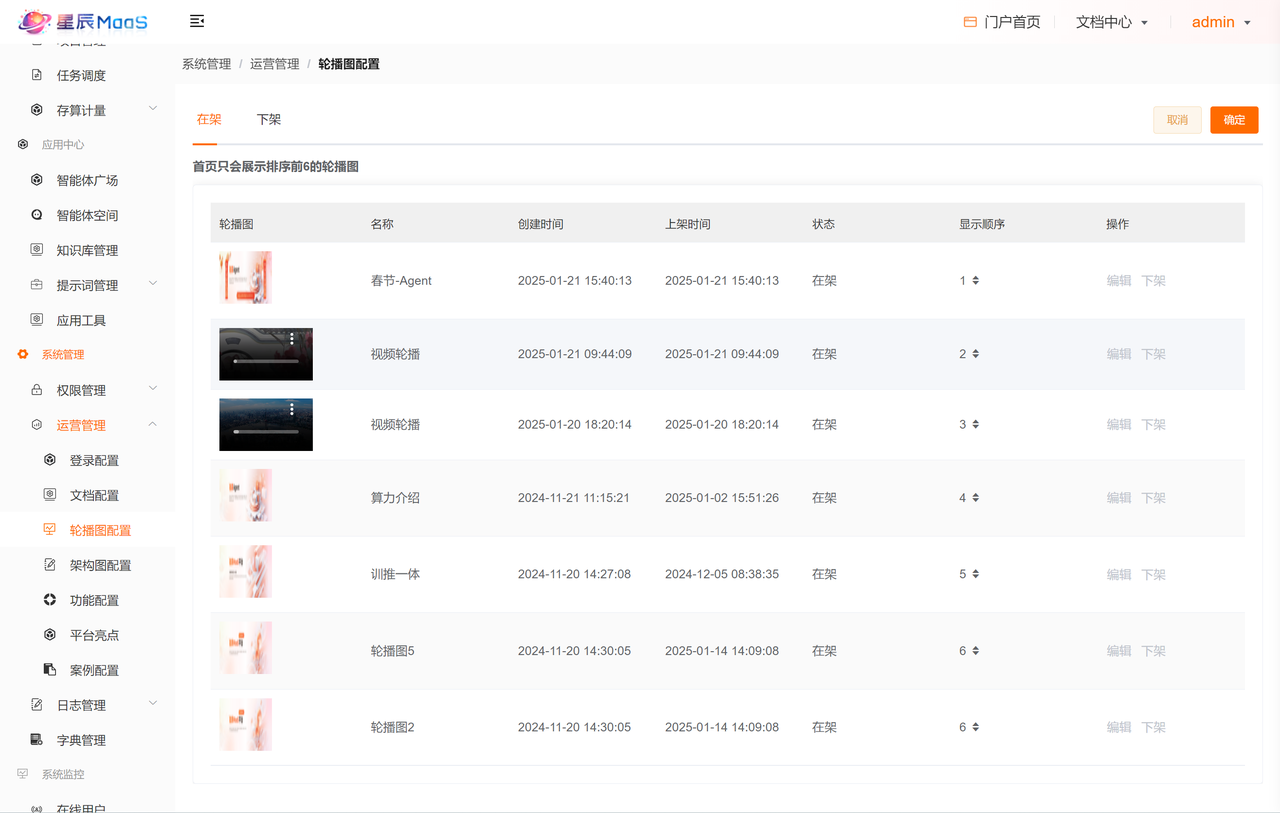 星辰MaaS
门户首页
文档中心
admin
项目管理
任务调度
存算计量
应用中心
智能体广场
智能体空间
知识库管理
提示词管理
应用工具
系统管理
权限管理
运营管理
登录配置
文档配置
轮播图配置
架构图配置
功能配置
平台亮点
案例配置
日志管理
字典管理
系统监控
在线用户
系统管理 / 运营管理 / 轮播图配置
在架 下架
取消 确定
首页只会展示排序前6的轮播图
轮播图 名称 创建时间 上架时间 状态 显示顺序 操作
春节-Agent 2025-01-21 15:40:13 2025-01-21 15:40:13 在架 1 编辑 下架
视频轮播 2025-01-21 09:44:09 2025-01-21 09:44:09 在架 2 编辑 下架
视频轮播 2025-01-20 18:20:14 2025-01-20 18:20:14 在架 3 编辑 下架
算力介绍 2024-11-21 11:15:21 2025-01-02 15:51:26 在架 4 编辑 下架
训推一体 2024-11-20 14:27:08 2024-12-05 08:38:35 在架 5 编辑 下架
轮播图5 2024-11-20 14:30:05 2025-01-14 14:09:08 在架 6 编辑 下架
轮播图2 2024-11-20 14:30:05 2025-01-14 14:09:08 在架 6 编辑 下架